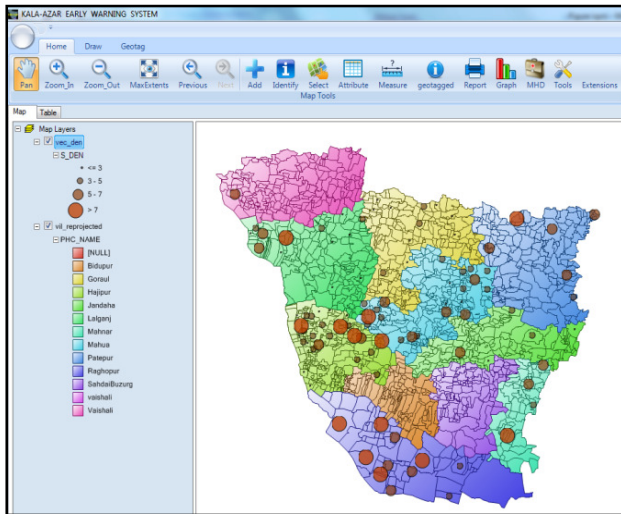 KALA-AZAR EARLY WARNING SYSTEM
Home Draw Geotag
Pan Zoom_In Zoom_Out MaxExtents Previous Next Add Identify Select Attribute Measure geotagged Report Graph MHD Tools Extensions
Map Tools
Map Table
Map Layers
vec_den
S_DEN
<= 3
3 - 5
5 - 7
> 7
vil_reprojected
PHC_NAME
[NULL]
Bidupur
Goraul
Hajipur
Jandaha
Lalganj
Mahnar
Mahua
Patepur
Raghopur
SahdaiBuzurg
vaishali
Vaishali